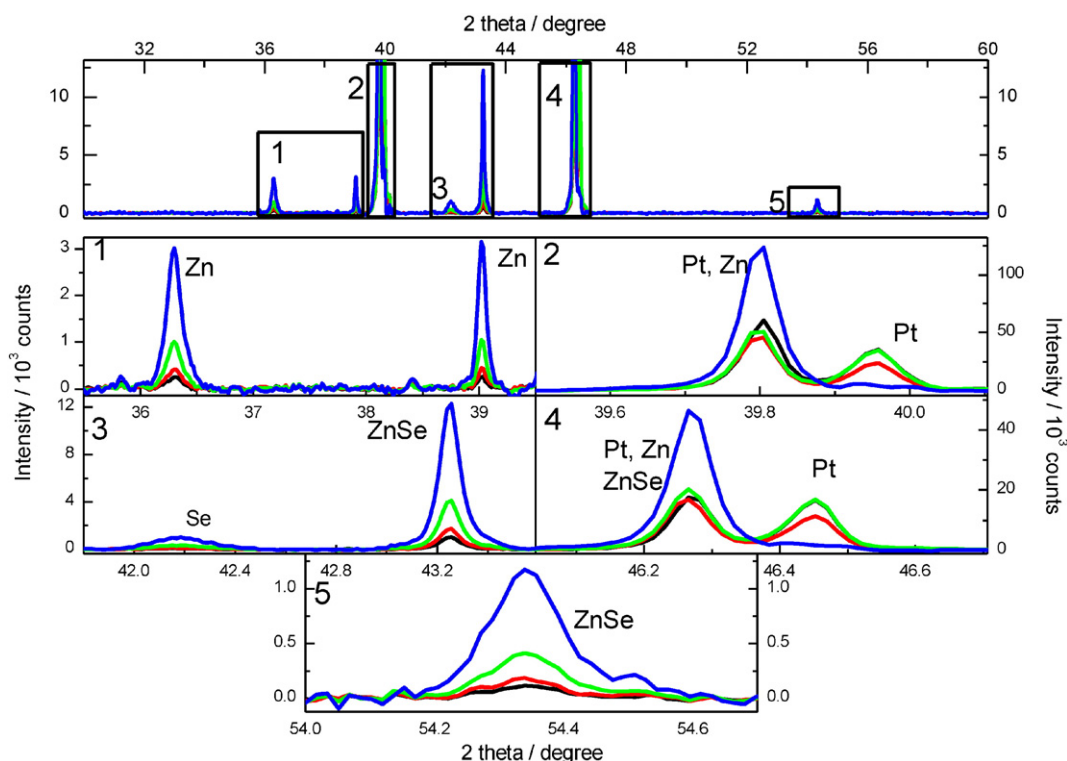 2 theta / degree
32 36 40 44 48 52 56 60
10 5 0
10 5 0
1 2 3 4 5
Intensity / 10³ counts
Intensity / 10³ counts
1 Zn Zn
3 2 1 0
36 37 38 39
2 Pt, Zn Pt
100 50 0
39.6 39.8 40.0
3 Se ZnSe
12 8 4 0
42.0 42.4 42.8 43.2
4 Pt, Zn
ZnSe
Pt
40 20 0
46.2 46.4 46.6
5 ZnSe
1.0 0.5 0.0
1.0 0.5 0.0
54.0 54.2 54.4 54.6
2 theta / degree